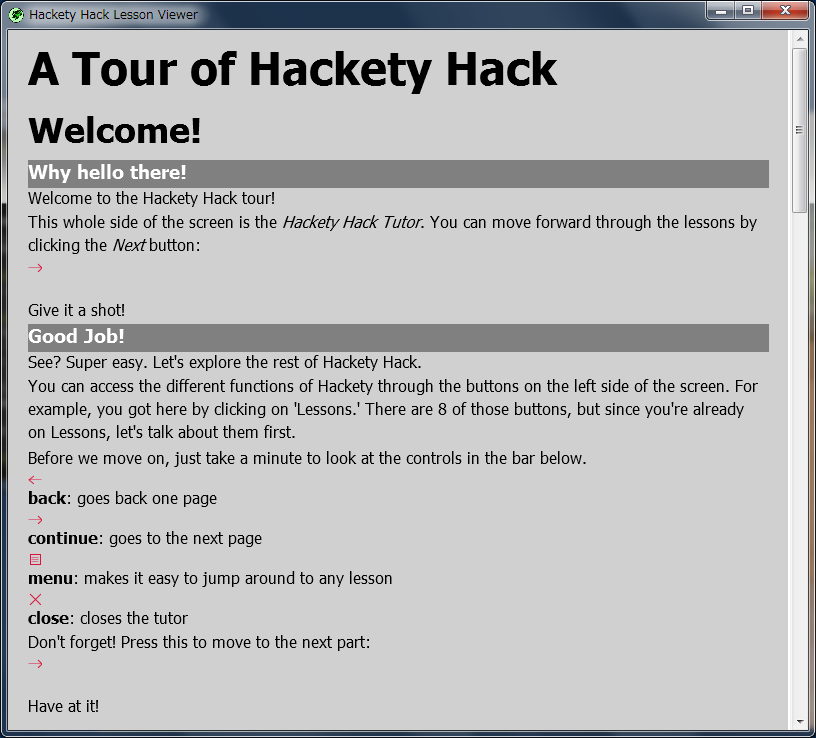 Hackety Hack Lesson Viewer
A Tour of Hackety Hack
Welcome!
Why hello there!
Welcome to the Hackety Hack tour!
This whole side of the screen is the Hackety Hack Tutor. You can move forward through the lessons by
clicking the Next button:
Give it a shot!
Good Job!
See? Super easy. Let's explore the rest of Hackety Hack.
You can access the different functions of Hackety through the buttons on the left side of the screen. For
example, you got here by clicking on 'Lessons.' There are 8 of those buttons, but since you're already
on Lessons, let's talk about them first.
Before we move on, just take a minute to look at the controls in the bar below.
back: goes back one page
continue: goes to the next page
menu: makes it easy to jump around to any lesson
close: closes the tutor
Don't forget! Press this to move to the next part:
Have at it!